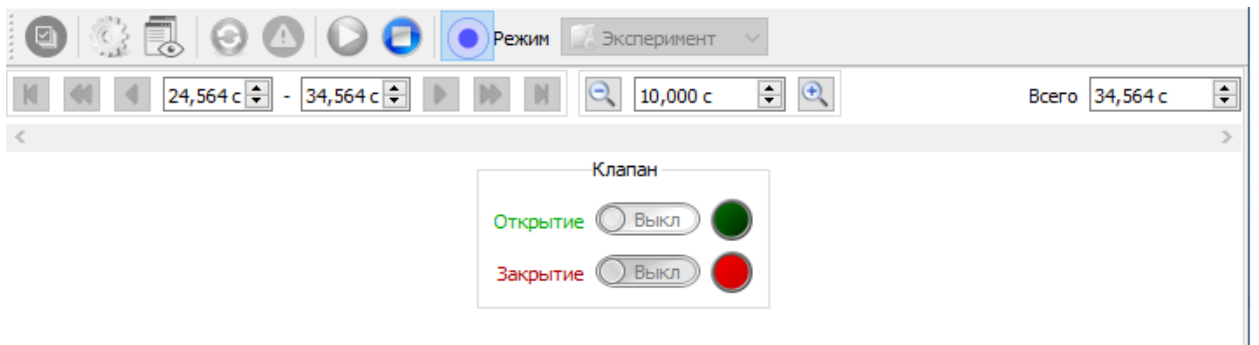 Режим Эксперимент
24,564 с - 34,564 с 10,000 с Всего 34,564 с
Клапан
Открытие Выкл
Закрытие Выкл